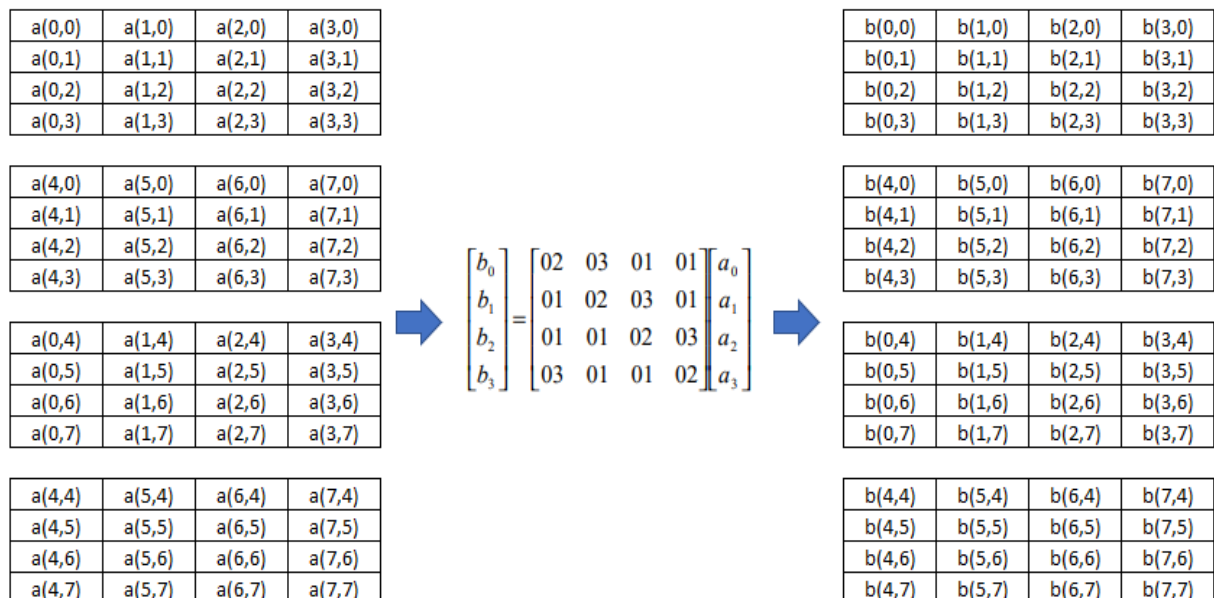 a(0,0) a(1,0) a(2,0) a(3,0)
a(0,1) a(1,1) a(2,1) a(3,1)
a(0,2) a(1,2) a(2,2) a(3,2)
a(0,3) a(1,3) a(2,3) a(3,3)
a(4,0) a(5,0) a(6,0) a(7,0)
a(4,1) a(5,1) a(6,1) a(7,1)
a(4,2) a(5,2) a(6,2) a(7,2)
a(4,3) a(5,3) a(6,3) a(7,3)
a(0,4) a(1,4) a(2,4) a(3,4)
a(0,5) a(1,5) a(2,5) a(3,5)
a(0,6) a(1,6) a(2,6) a(3,6)
a(0,7) a(1,7) a(2,7) a(3,7)
a(4,4) a(5,4) a(6,4) a(7,4)
a(4,5) a(5,5) a(6,5) a(7,5)
a(4,6) a(5,6) a(6,6) a(7,6)
a(4,7) a(5,7) a(6,7) a(7,7)
b₀ 02 03 01 01 a₀
b₁ 01 02 03 01 a₁
=
b₂ 01 01 02 03 a₂
b₃ 03 01 01 02 a₃
b(0,0) b(1,0) b(2,0) b(3,0)
b(0,1) b(1,1) b(2,1) b(3,1)
b(0,2) b(1,2) b(2,2) b(3,2)
b(0,3) b(1,3) b(2,3) b(3,3)
b(4,0) b(5,0) b(6,0) b(7,0)
b(4,1) b(5,1) b(6,1) b(7,1)
b(4,2) b(5,2) b(6,2) b(7,2)
b(4,3) b(5,3) b(6,3) b(7,3)
b(0,4) b(1,4) b(2,4) b(3,4)
b(0,5) b(1,5) b(2,5) b(3,5)
b(0,6) b(1,6) b(2,6) b(3,6)
b(0,7) b(1,7) b(2,7) b(3,7)
b(4,4) b(5,4) b(6,4) b(7,4)
b(4,5) b(5,5) b(6,5) b(7,5)
b(4,6) b(5,6) b(6,6) b(7,6)
b(4,7) b(5,7) b(6,7) b(7,7)